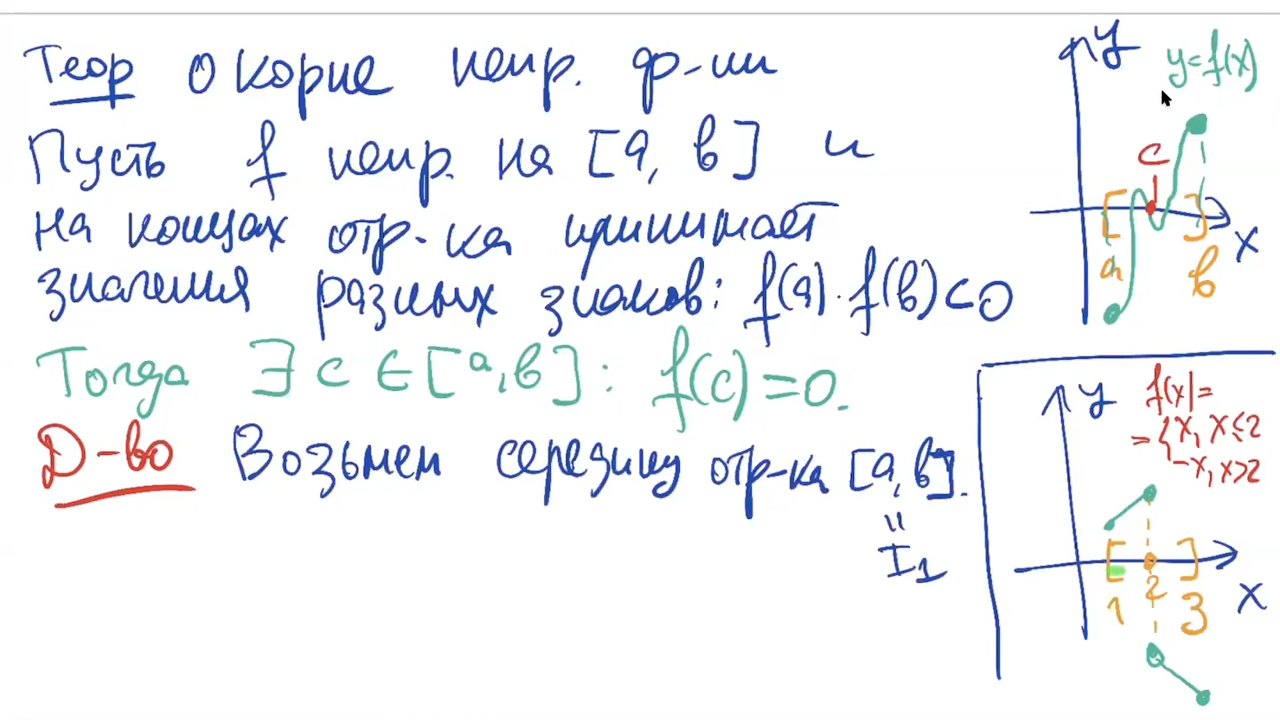 Теор о корне непр. ф-ии
Пусть f непр. на [а, в] и
на концах отр-ка принимает
значения разных знаков: f(а)·f(в)<0
Тогда ∃ с ∈ [а, в]: f(с)=0.
Д-во Возьмем середину отр-ка [а, в].
"
I₁
y
y=f(x)
c
[ ]
а в
x
y
f(x)=
={x, x≤2
-x, x>2
[ ]
1 2 3
x